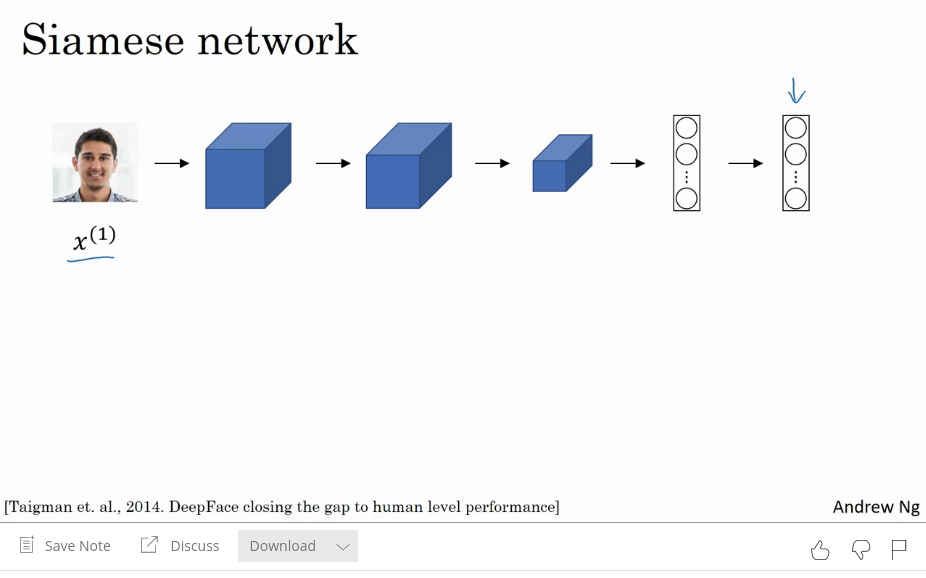 Siamese network
x(1)
[Taigman et. al., 2014. DeepFace closing the gap to human level performance]
Andrew Ng
Save Note
Discuss
Download